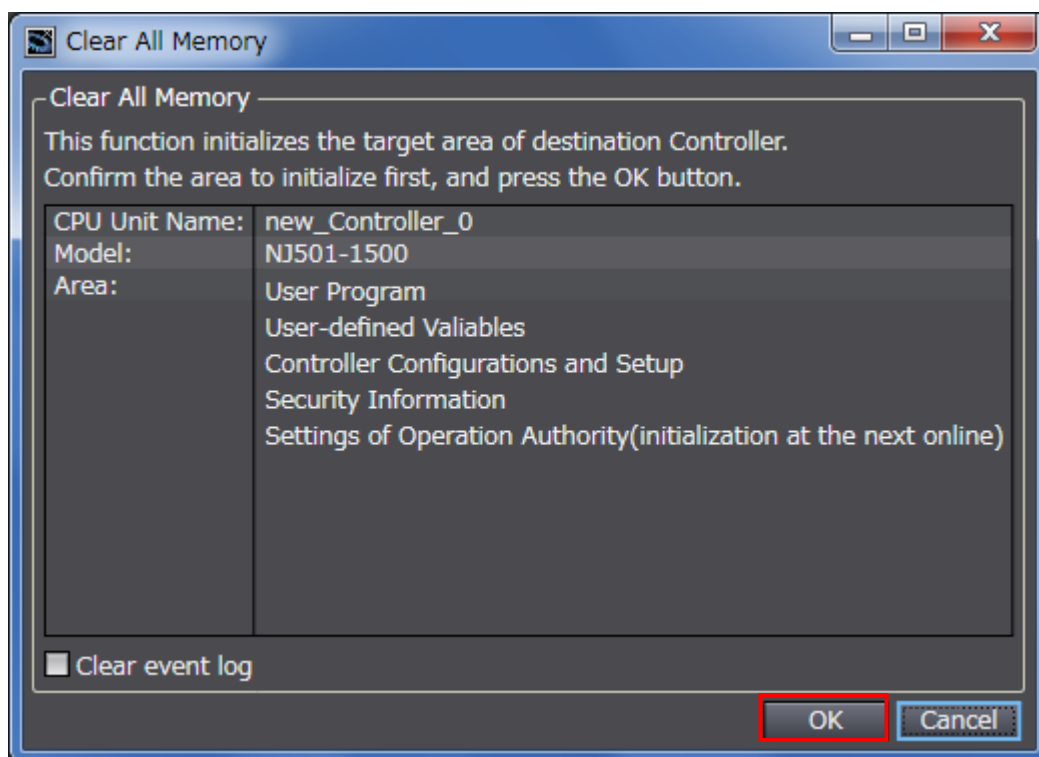 Clear All Memory
Clear All Memory
This function initializes the target area of destination Controller.
Confirm the area to initialize first, and press the OK button.
CPU Unit Name: new_Controller_0
Model: NJ501-1500
Area: User Program
User-defined Valiables
Controller Configurations and Setup
Security Information
Settings of Operation Authority(initialization at the next online)
Clear event log
OK Cancel